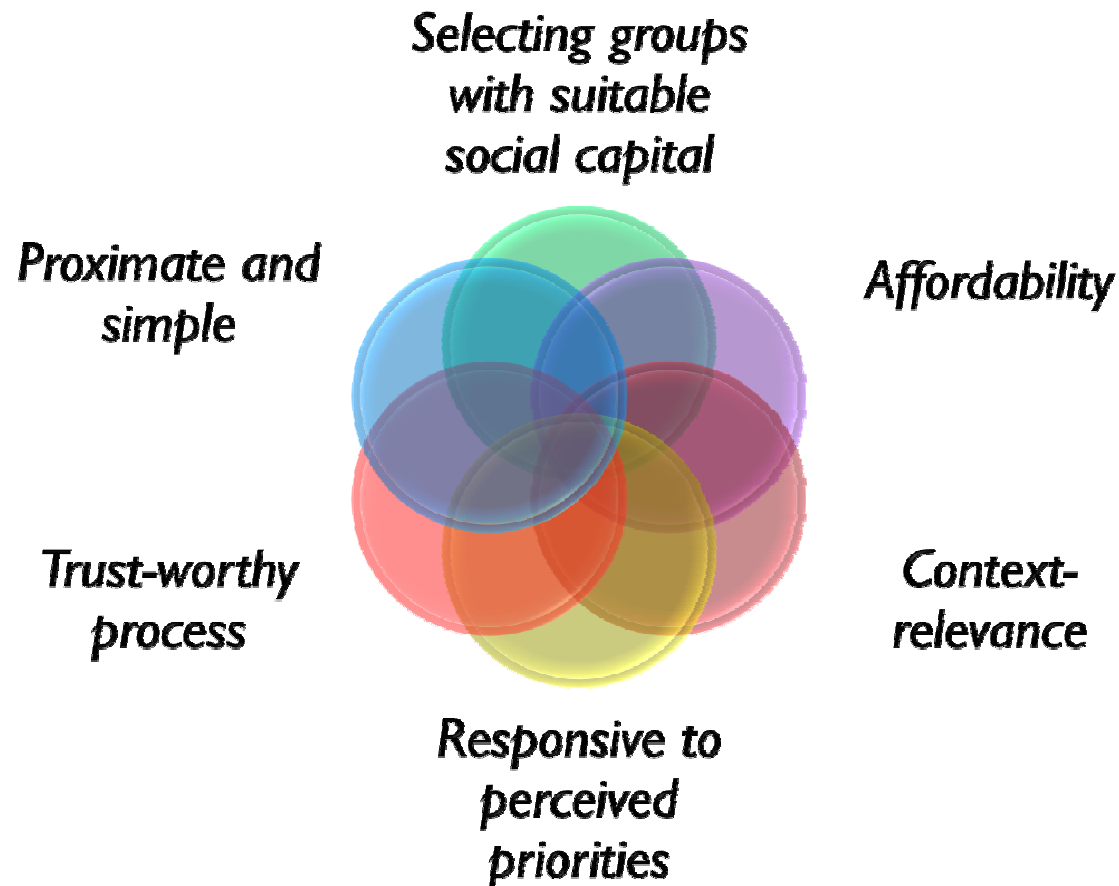 Selecting groups
with suitable
social capital
Proximate and
simple
Affordability
Trust-worthy
process
Context-
relevance
Responsive to
perceived
priorities